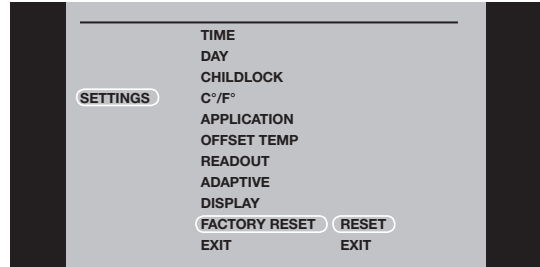 TIME
DAY
CHILDLOCK
SETTINGS C°/F°
APPLICATION
OFFSET TEMP
READOUT
ADAPTIVE
DISPLAY
FACTORY RESET RESET
EXIT EXIT